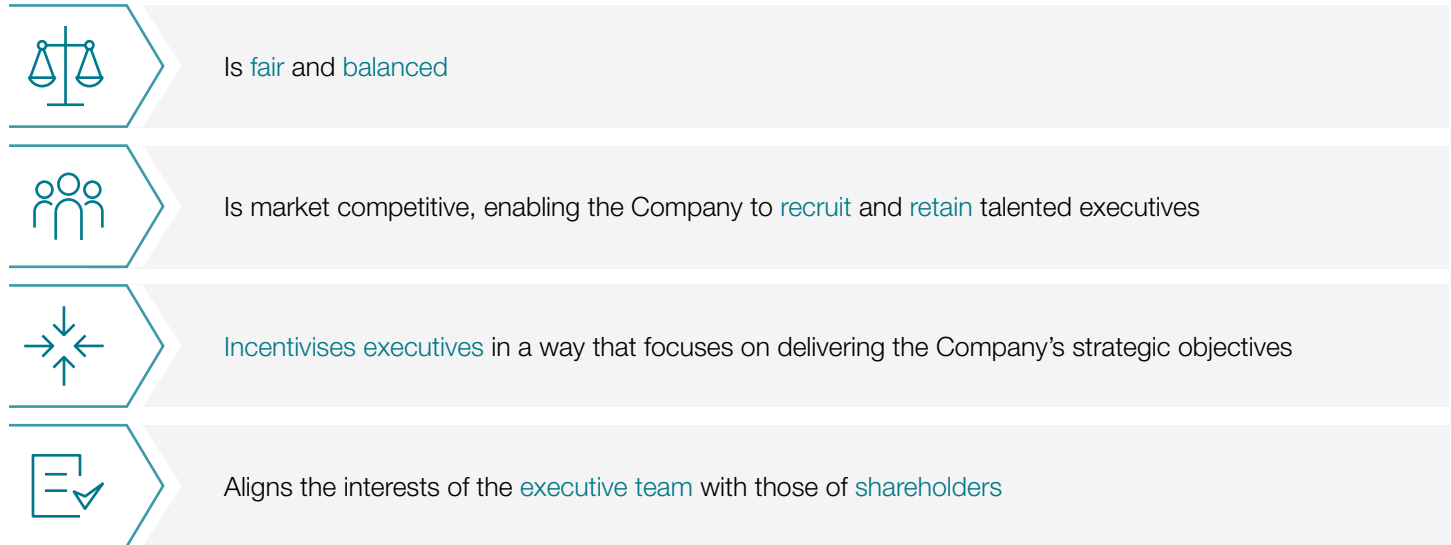 Is fair and balanced
Is market competitive, enabling the Company to recruit and retain talented executives
Incentivises executives in a way that focuses on delivering the Company’s strategic objectives
Aligns the interests of the executive team with those of shareholders